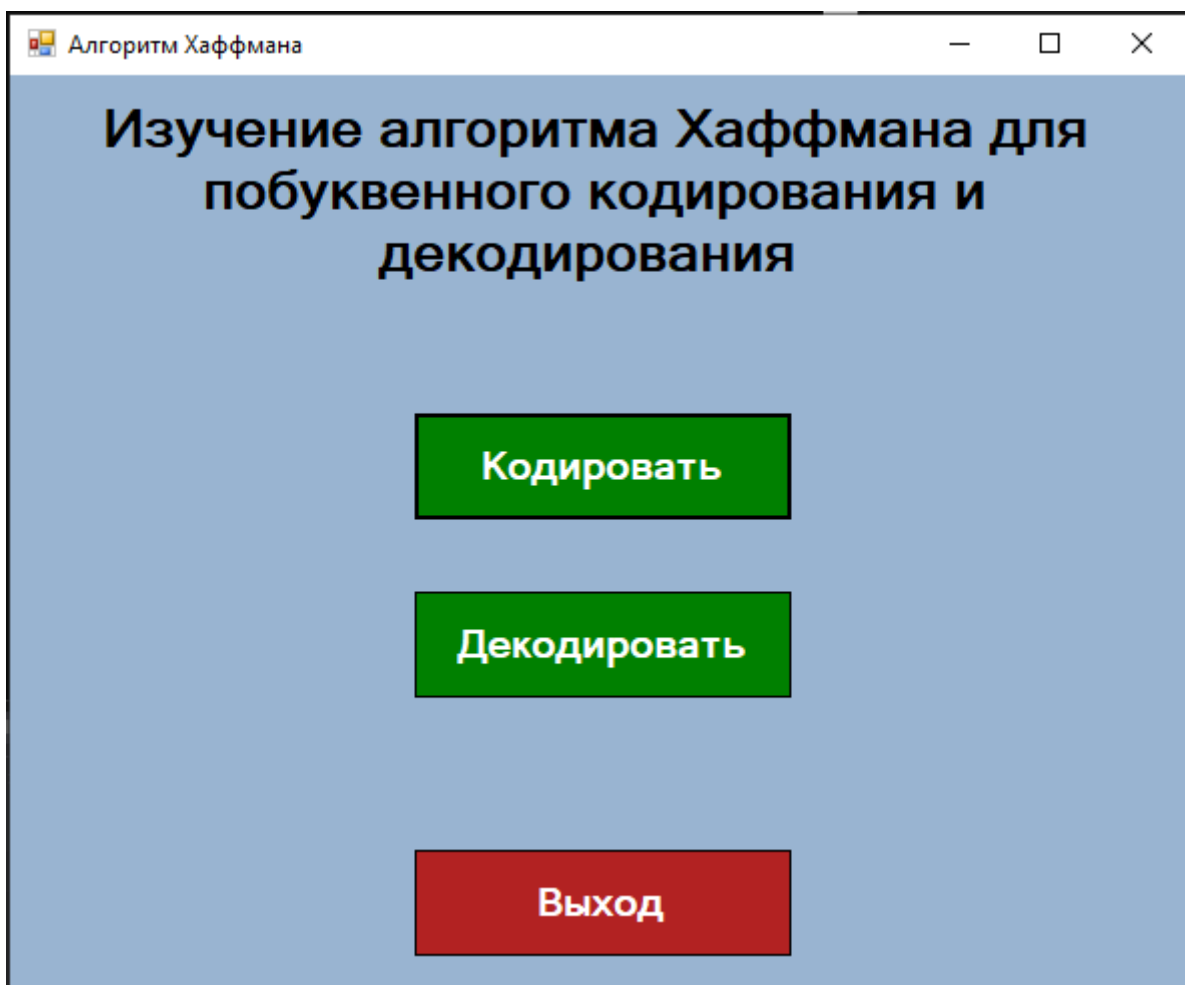 Алгоритм Хаффмана
Изучение алгоритма Хаффмана для
побуквенного кодирования и
декодирования
Кодировать
Декодировать
Выход